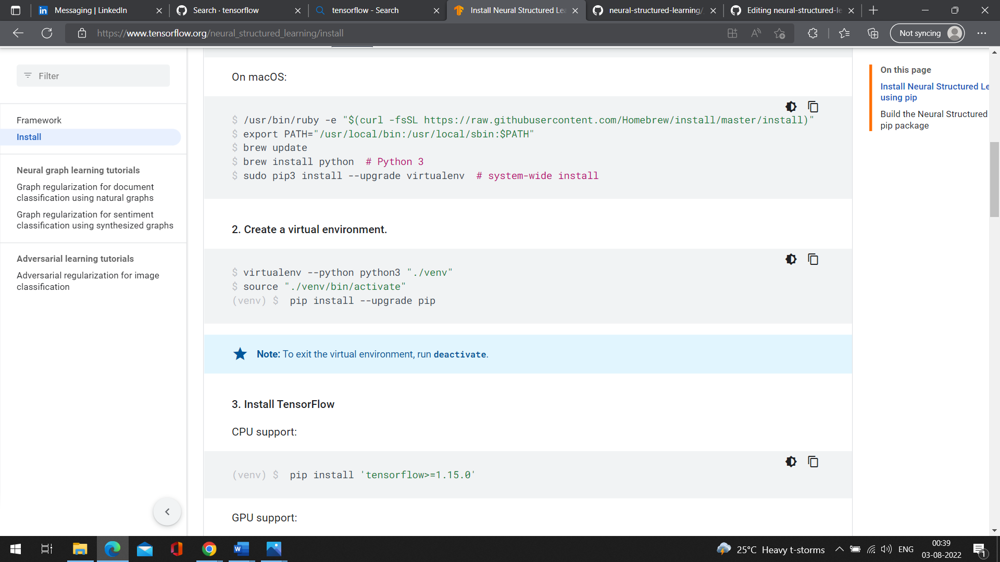 Messaging | LinkedIn
Search · tensorflow
tensorflow - Search
Install Neural Structured Le
neural-structured-learning/
Editing neural-structured-le
https://www.tensorflow.org/neural_structured_learning/install
Not syncing
Filter
Framework
Install
Neural graph learning tutorials
Graph regularization for document
classification using natural graphs
Graph regularization for sentiment
classification using synthesized graphs
Adversarial learning tutorials
Adversarial regularization for image
classification
On macOS:
$ /usr/bin/ruby -e "$(curl -fsSL https://raw.githubusercontent.com/Homebrew/install/master/install)"
$ export PATH="/usr/local/bin:/usr/local/sbin:$PATH"
$ brew update
$ brew install python  # Python 3
$ sudo pip3 install --upgrade virtualenv  # system-wide install
2. Create a virtual environment.
$ virtualenv --python python3 "./venv"
$ source "./venv/bin/activate"
(venv) $  pip install --upgrade pip
Note: To exit the virtual environment, run deactivate.
3. Install TensorFlow
CPU support:
(venv) $  pip install 'tensorflow>=1.15.0'
GPU support:
On this page
Install Neural Structured Le
using pip
Build the Neural Structured
pip package
25°C Heavy t-storms
ENG
00:39
03-08-2022
1